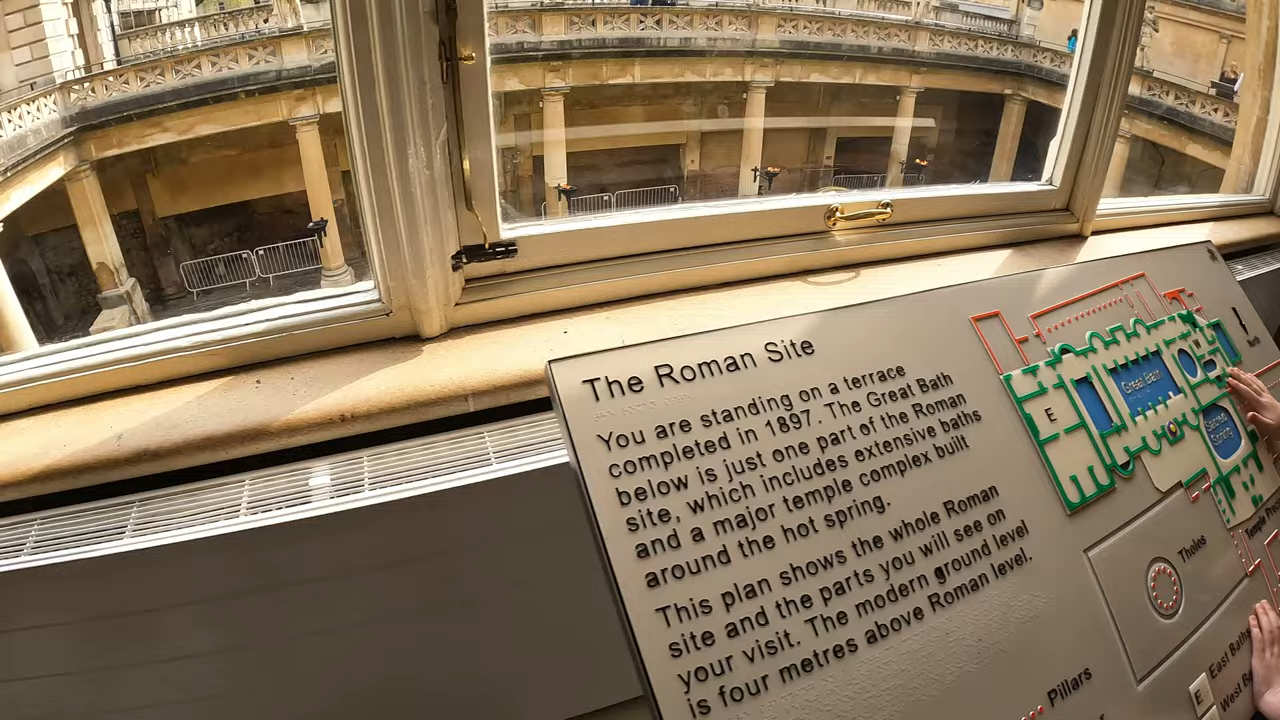 The Roman Site
You are standing on a terrace
completed in 1897. The Great Bath
below is just one part of the Roman
site, which includes extensive baths
and a major temple complex built
around the hot spring.
This plan shows the whole Roman
site and the parts you will see on
your visit. The modern ground level
is four metres above Roman level.
Pillars
E
Great Bath
W
Sacred
Spring
North
Tholos
Temple
E East Baths
West